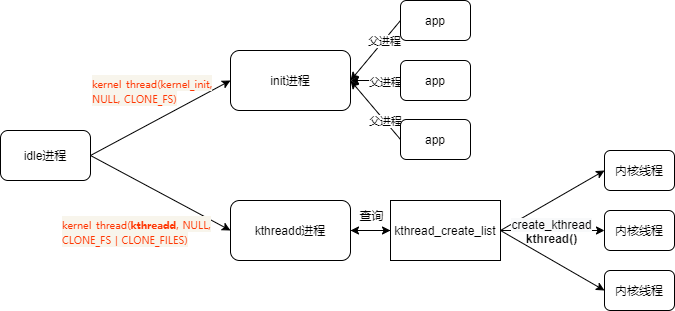 app
父进程
kernel thread(kernel_init,
NULL, CLONE_FS)
init进程
父进程
app
父进程
app
idle进程
kernel thread(kthreadd, NULL,
CLONE_FS | CLONE_FILES)
kthreadd进程
查询
kthread_create_list
create_kthread
kthread()
内核线程
内核线程
内核线程